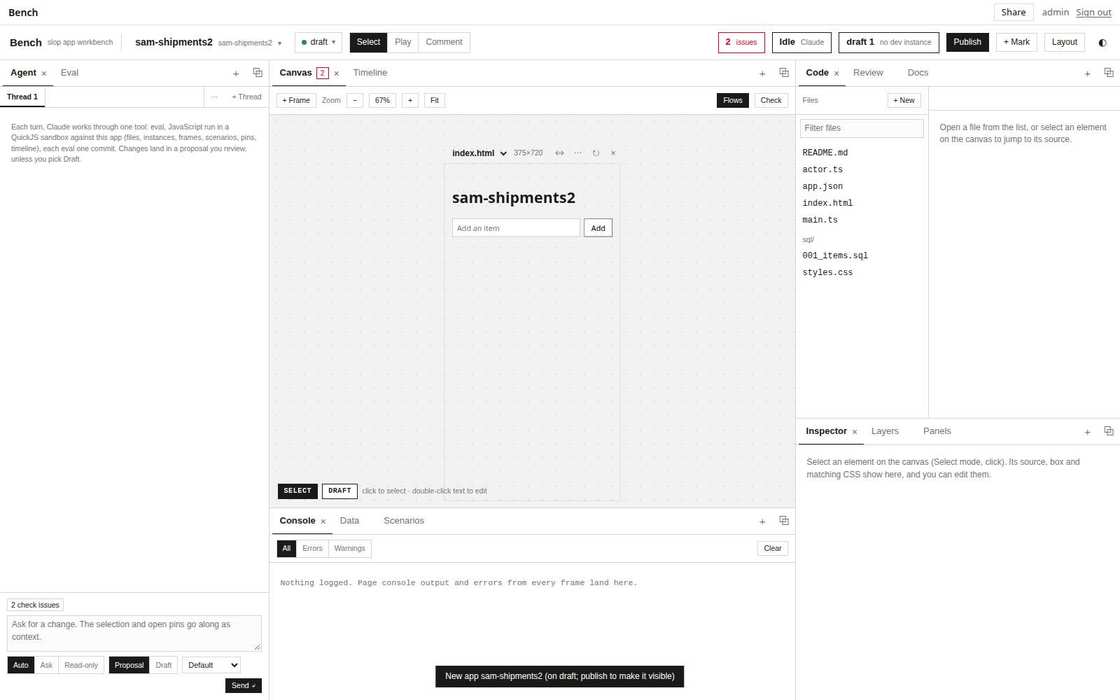 Bench
Share admin Sign out
Bench slop app workbench sam-shipments2 sam-shipments2 draft Select Play Comment 2 issues Idle Claude draft 1 no dev instance Publish + Mark Layout
Agent × Eval +
Thread 1 ··· + Thread
Each turn, Claude works through one tool: eval, JavaScript run in a
QuickJS sandbox against this app (files, instances, frames, scenarios, pins,
timeline), each eval one commit. Changes land in a proposal you review,
unless you pick Draft.
2 check issues
Ask for a change. The selection and open pins go along as
context.
Auto Ask Read-only Proposal Draft Default
Send
Canvas 2 × Timeline +
+ Frame Zoom − 67% + Fit Flows Check
index.html 375×720 ··· ×
sam-shipments2
Add an item Add
SELECT DRAFT click to select · double-click text to edit
Console × Data Scenarios +
All Errors Warnings Clear
Nothing logged. Page console output and errors from every frame land here.
New app sam-shipments2 (on draft; publish to make it visible)
Code × Review Docs +
Files + New
Filter files
README.md
actor.ts
app.json
index.html
main.ts
sql/
001_items.sql
styles.css
Open a file from the list, or select an element
on the canvas to jump to its source.
Inspector × Layers Panels +
Select an element on the canvas (Select mode, click). Its source, box and
matching CSS show here, and you can edit them.